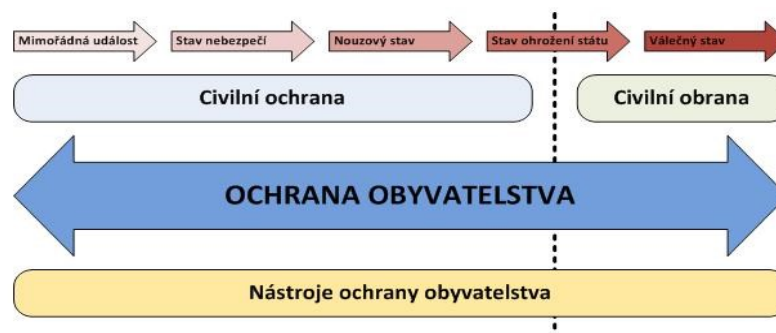 Mimořádná událost
Stav nebezpečí
Nouzový stav
Stav ohrožení státu
Válečný stav
Civilní ochrana
Civilní obrana
OCHRANA OBYVATELSTVA
Nástroje ochrany obyvatelstva